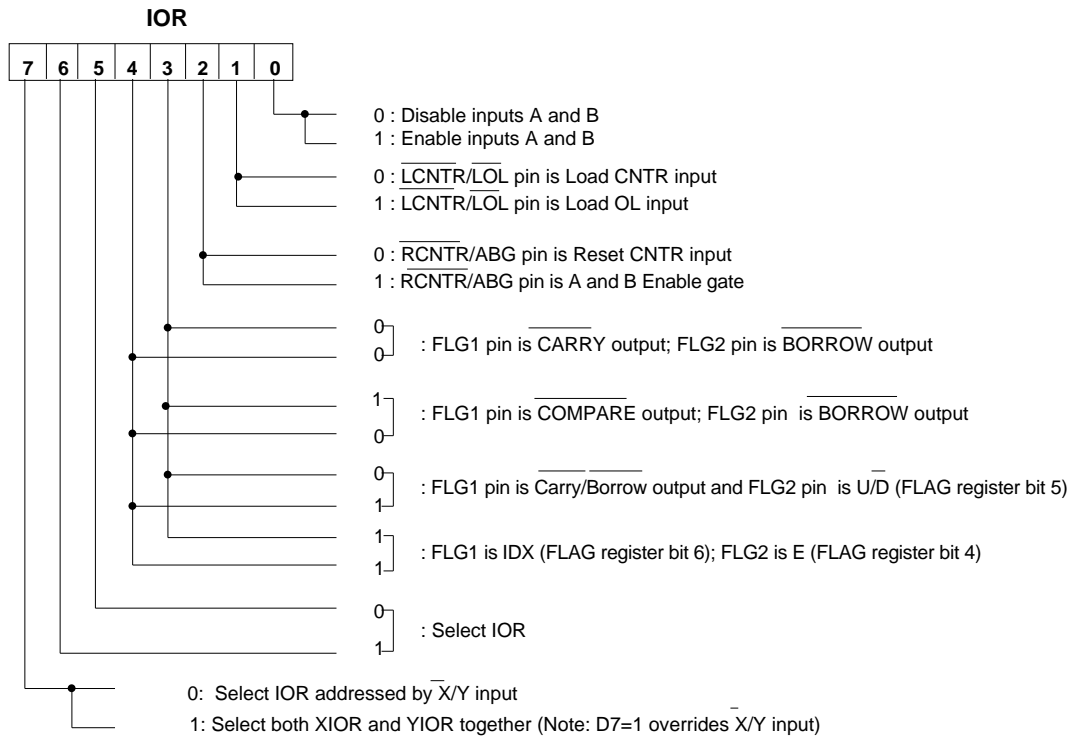 IOR
7 6 5 4 3 2 1 0
0 : Disable inputs A and B
1 : Enable inputs A and B
0 : LCNTR/LOL pin is Load CNTR input
1 : LCNTR/LOL pin is Load OL input
0 : RCNTR/ABG pin is Reset CNTR input
1 : RCNTR/ABG pin is A and B Enable gate
0
: FLG1 pin is CARRY output; FLG2 pin is BORROW output
0
1
: FLG1 pin is COMPARE output; FLG2 pin is BORROW output
0
0
: FLG1 pin is Carry/Borrow output and FLG2 pin is U/D (FLAG register bit 5)
1
1
: FLG1 is IDX (FLAG register bit 6); FLG2 is E (FLAG register bit 4)
1
0
: Select IOR
1
0: Select IOR addressed by X/Y input
1: Select both XIOR and YIOR together (Note: D7=1 overrides X/Y input)